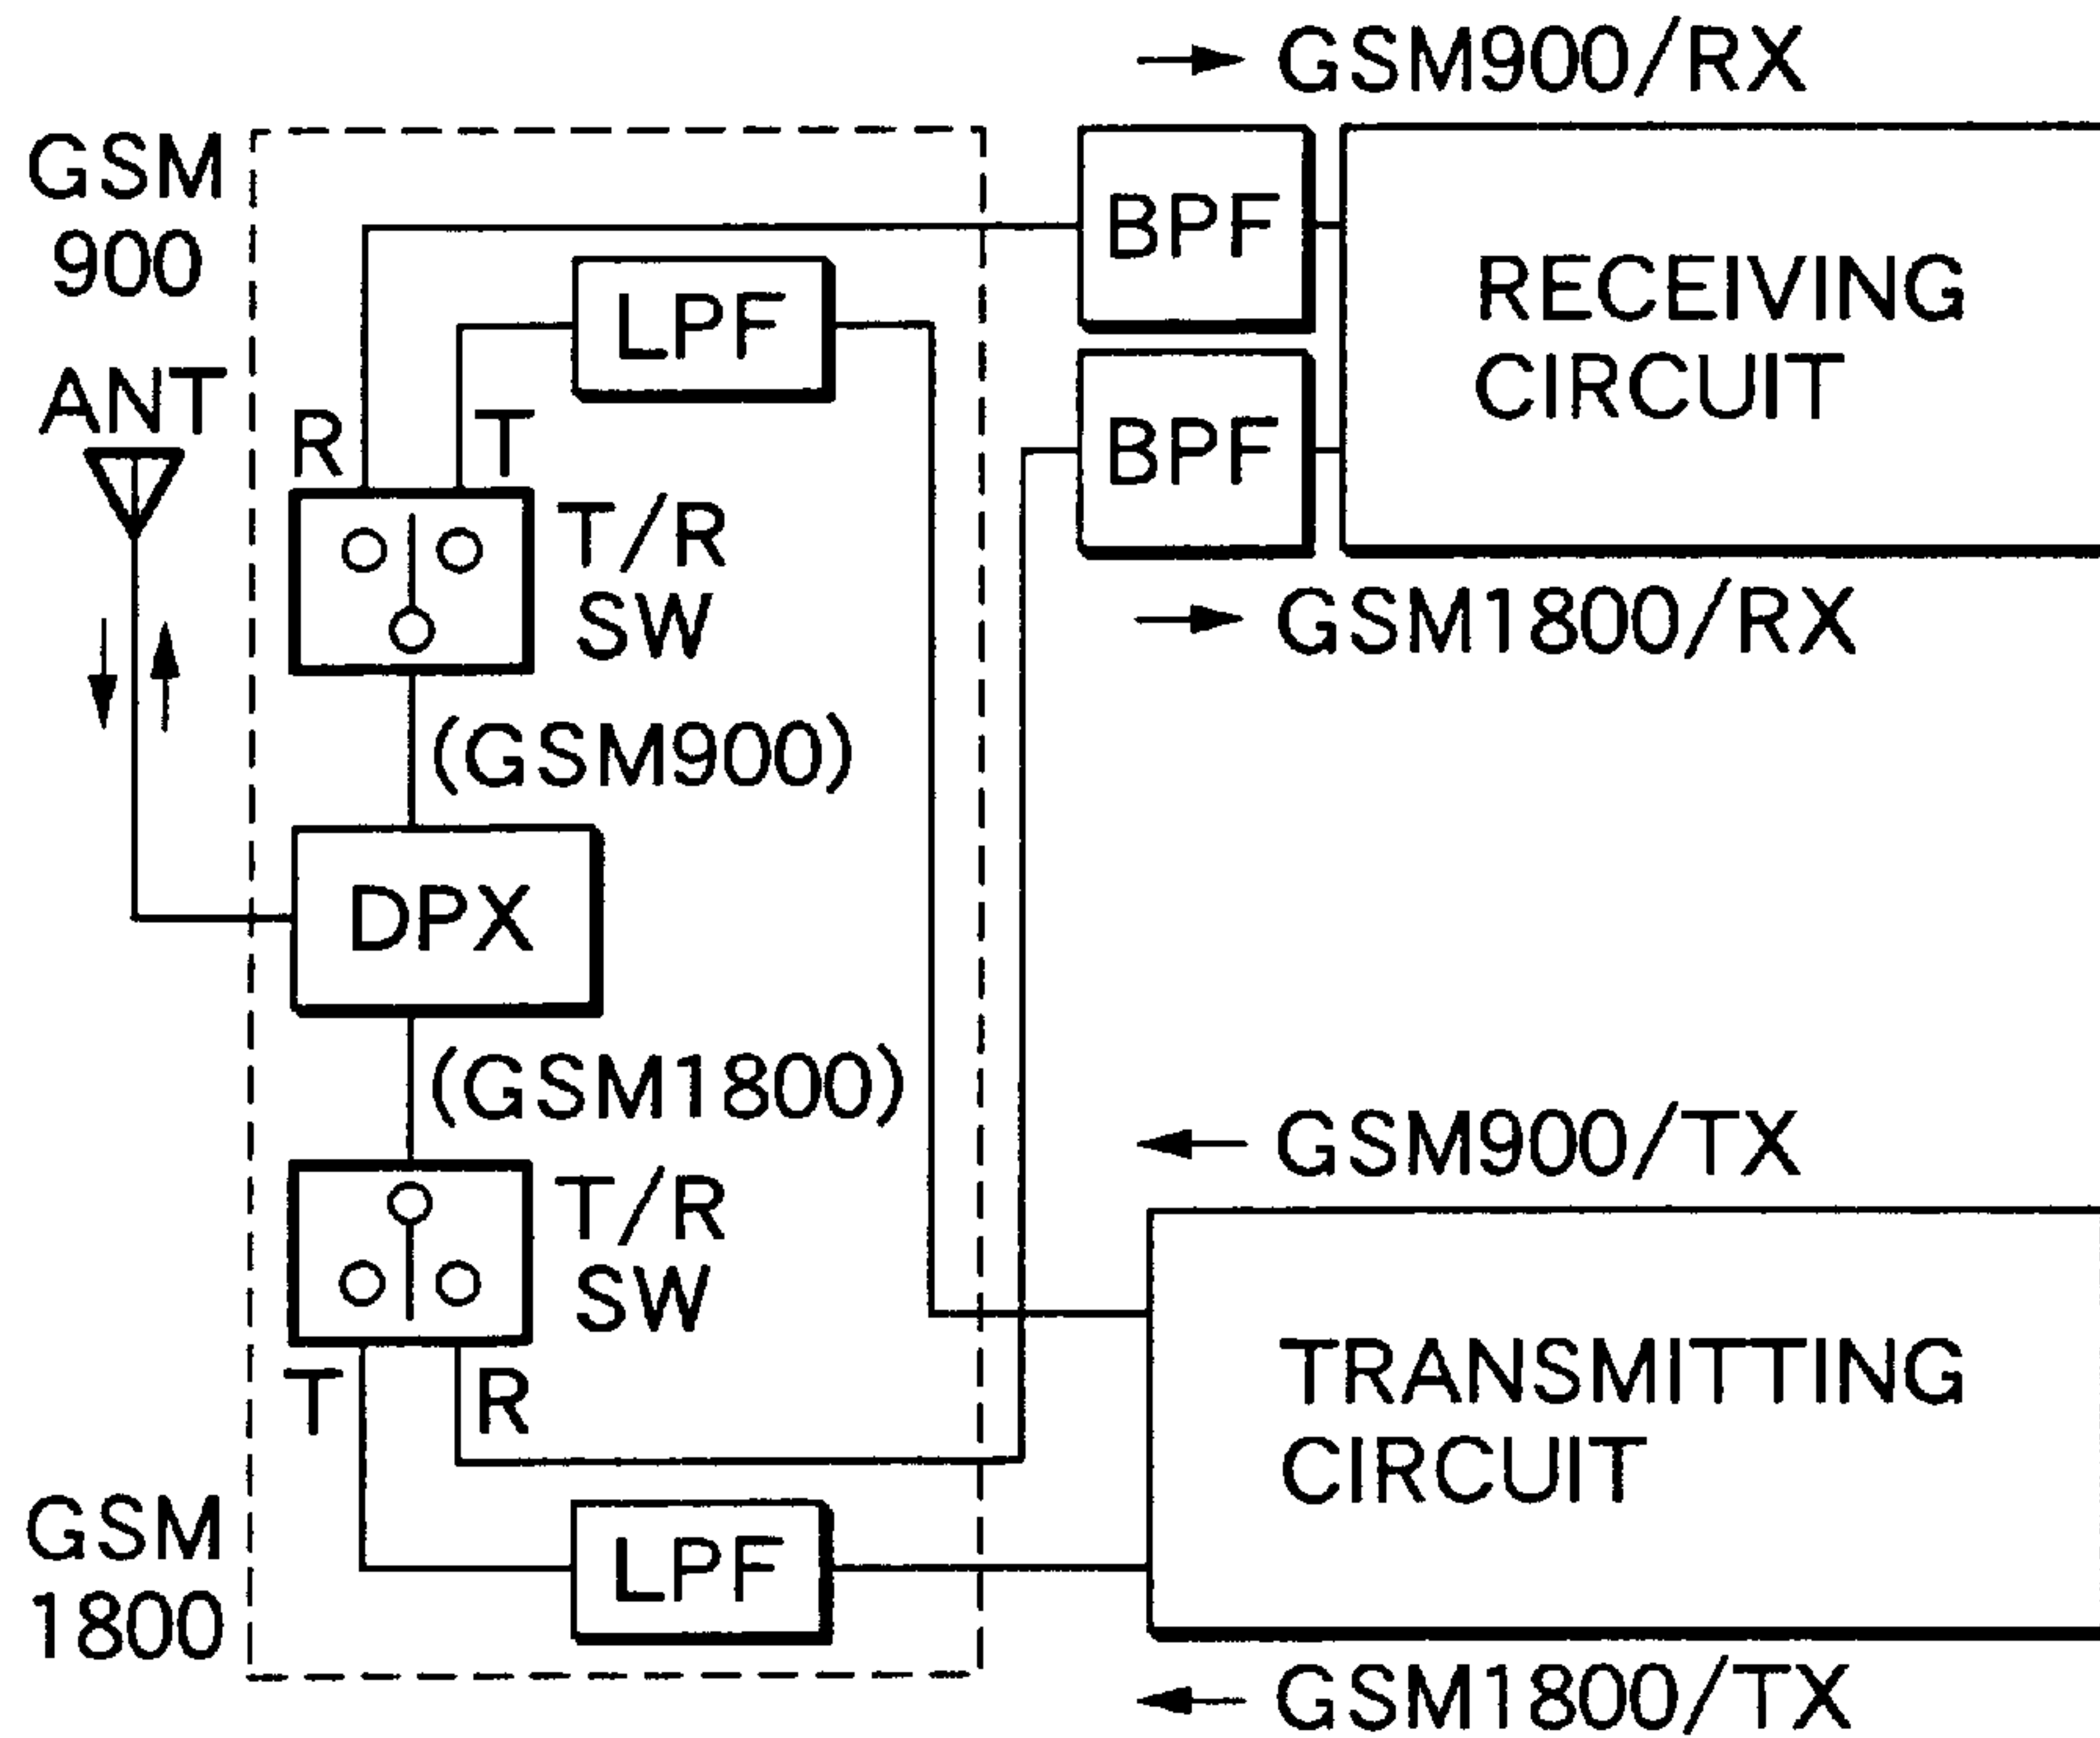 GSM900/RX
GSM
900
BPF
LPF
RECEIVING
CIRCUIT
ANT
R
T
BPF
T/R
SW
GSM1800/RX
(GSM900)
DPX
(GSM1800)
GSM900/TX
T/R
SW
TRANSMITTING
CIRCUIT
T
R
GSM
1800
LPF
GSM1800/TX